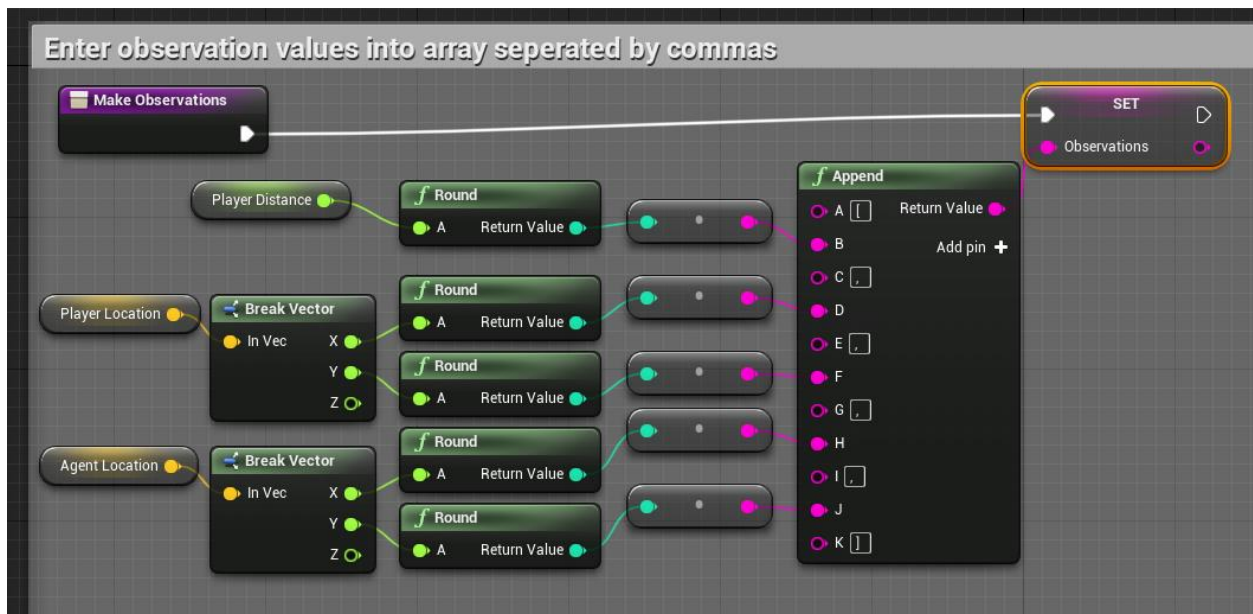 Enter observation values into array seperated by commas
Make Observations
SET
Observations
Player Distance
f Round
A Return Value
f Append
A [ Return Value
B Add pin +
C ,
D
E ,
F
G ,
H
I ,
J
K ]
Player Location
Break Vector
In Vec X
Y
Z
f Round
A Return Value
f Round
A Return Value
Agent Location
Break Vector
In Vec X
Y
Z
f Round
A Return Value
f Round
A Return Value